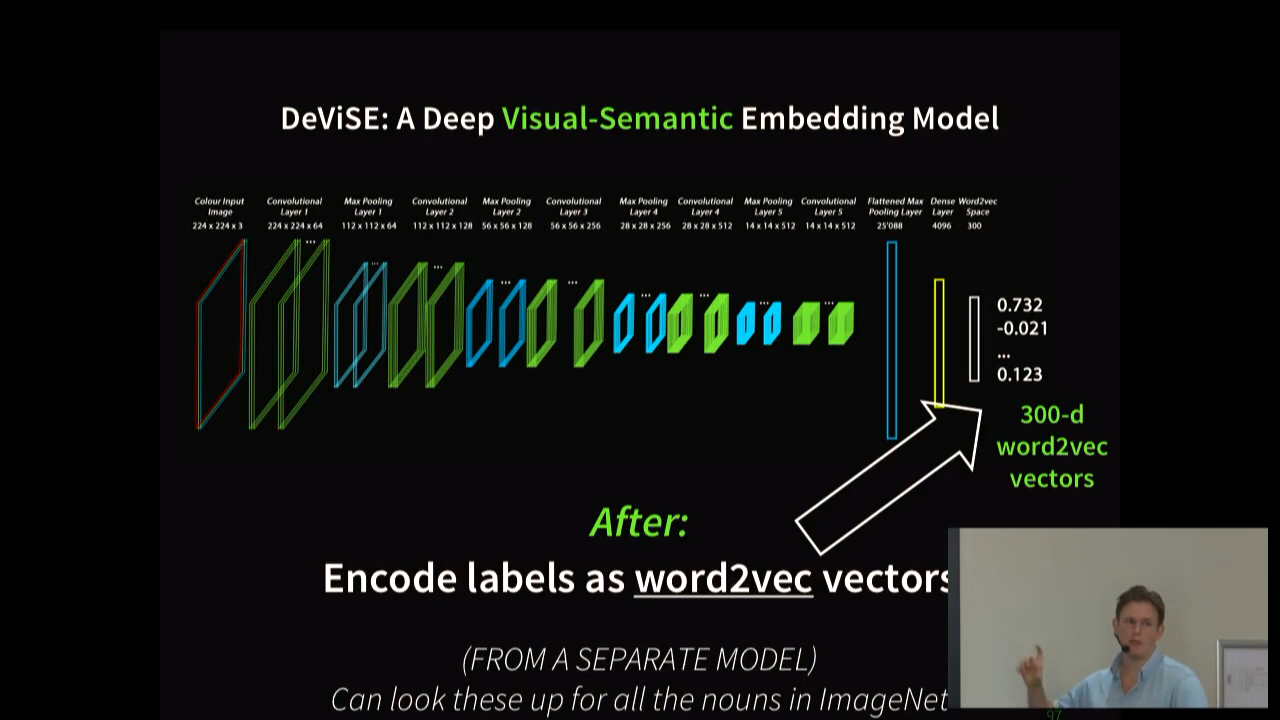 DeViSE: A Deep Visual-Semantic Embedding Model
Colour Input Image 224 x 224 x 3
Convolutional Layer 1 224 x 224 x 64
Max Pooling Layer 1 112 x 112 x 64
Convolutional Layer 2 112 x 112 x 128
Max Pooling Layer 2 56 x 56 x 128
Convolutional Layer 3 56 x 56 x 256
Max Pooling Layer 4 28 x 28 x 256
Convolutional Layer 4 28 x 28 x 512
Max Pooling Layer 5 14 x 14 x 512
Convolutional Layer 5 14 x 14 x 512
Flattened Max Pooling Layer 25'088
Dense Layer 4096
Word2vec Space 300
...
...
...
...
...
...
...
...
...
0.732
-0.021
...
0.123
300-d
word2vec
vectors
After:
Encode labels as word2vec vectors
(FROM A SEPARATE MODEL)
Can look these up for all the nouns in ImageNet
97